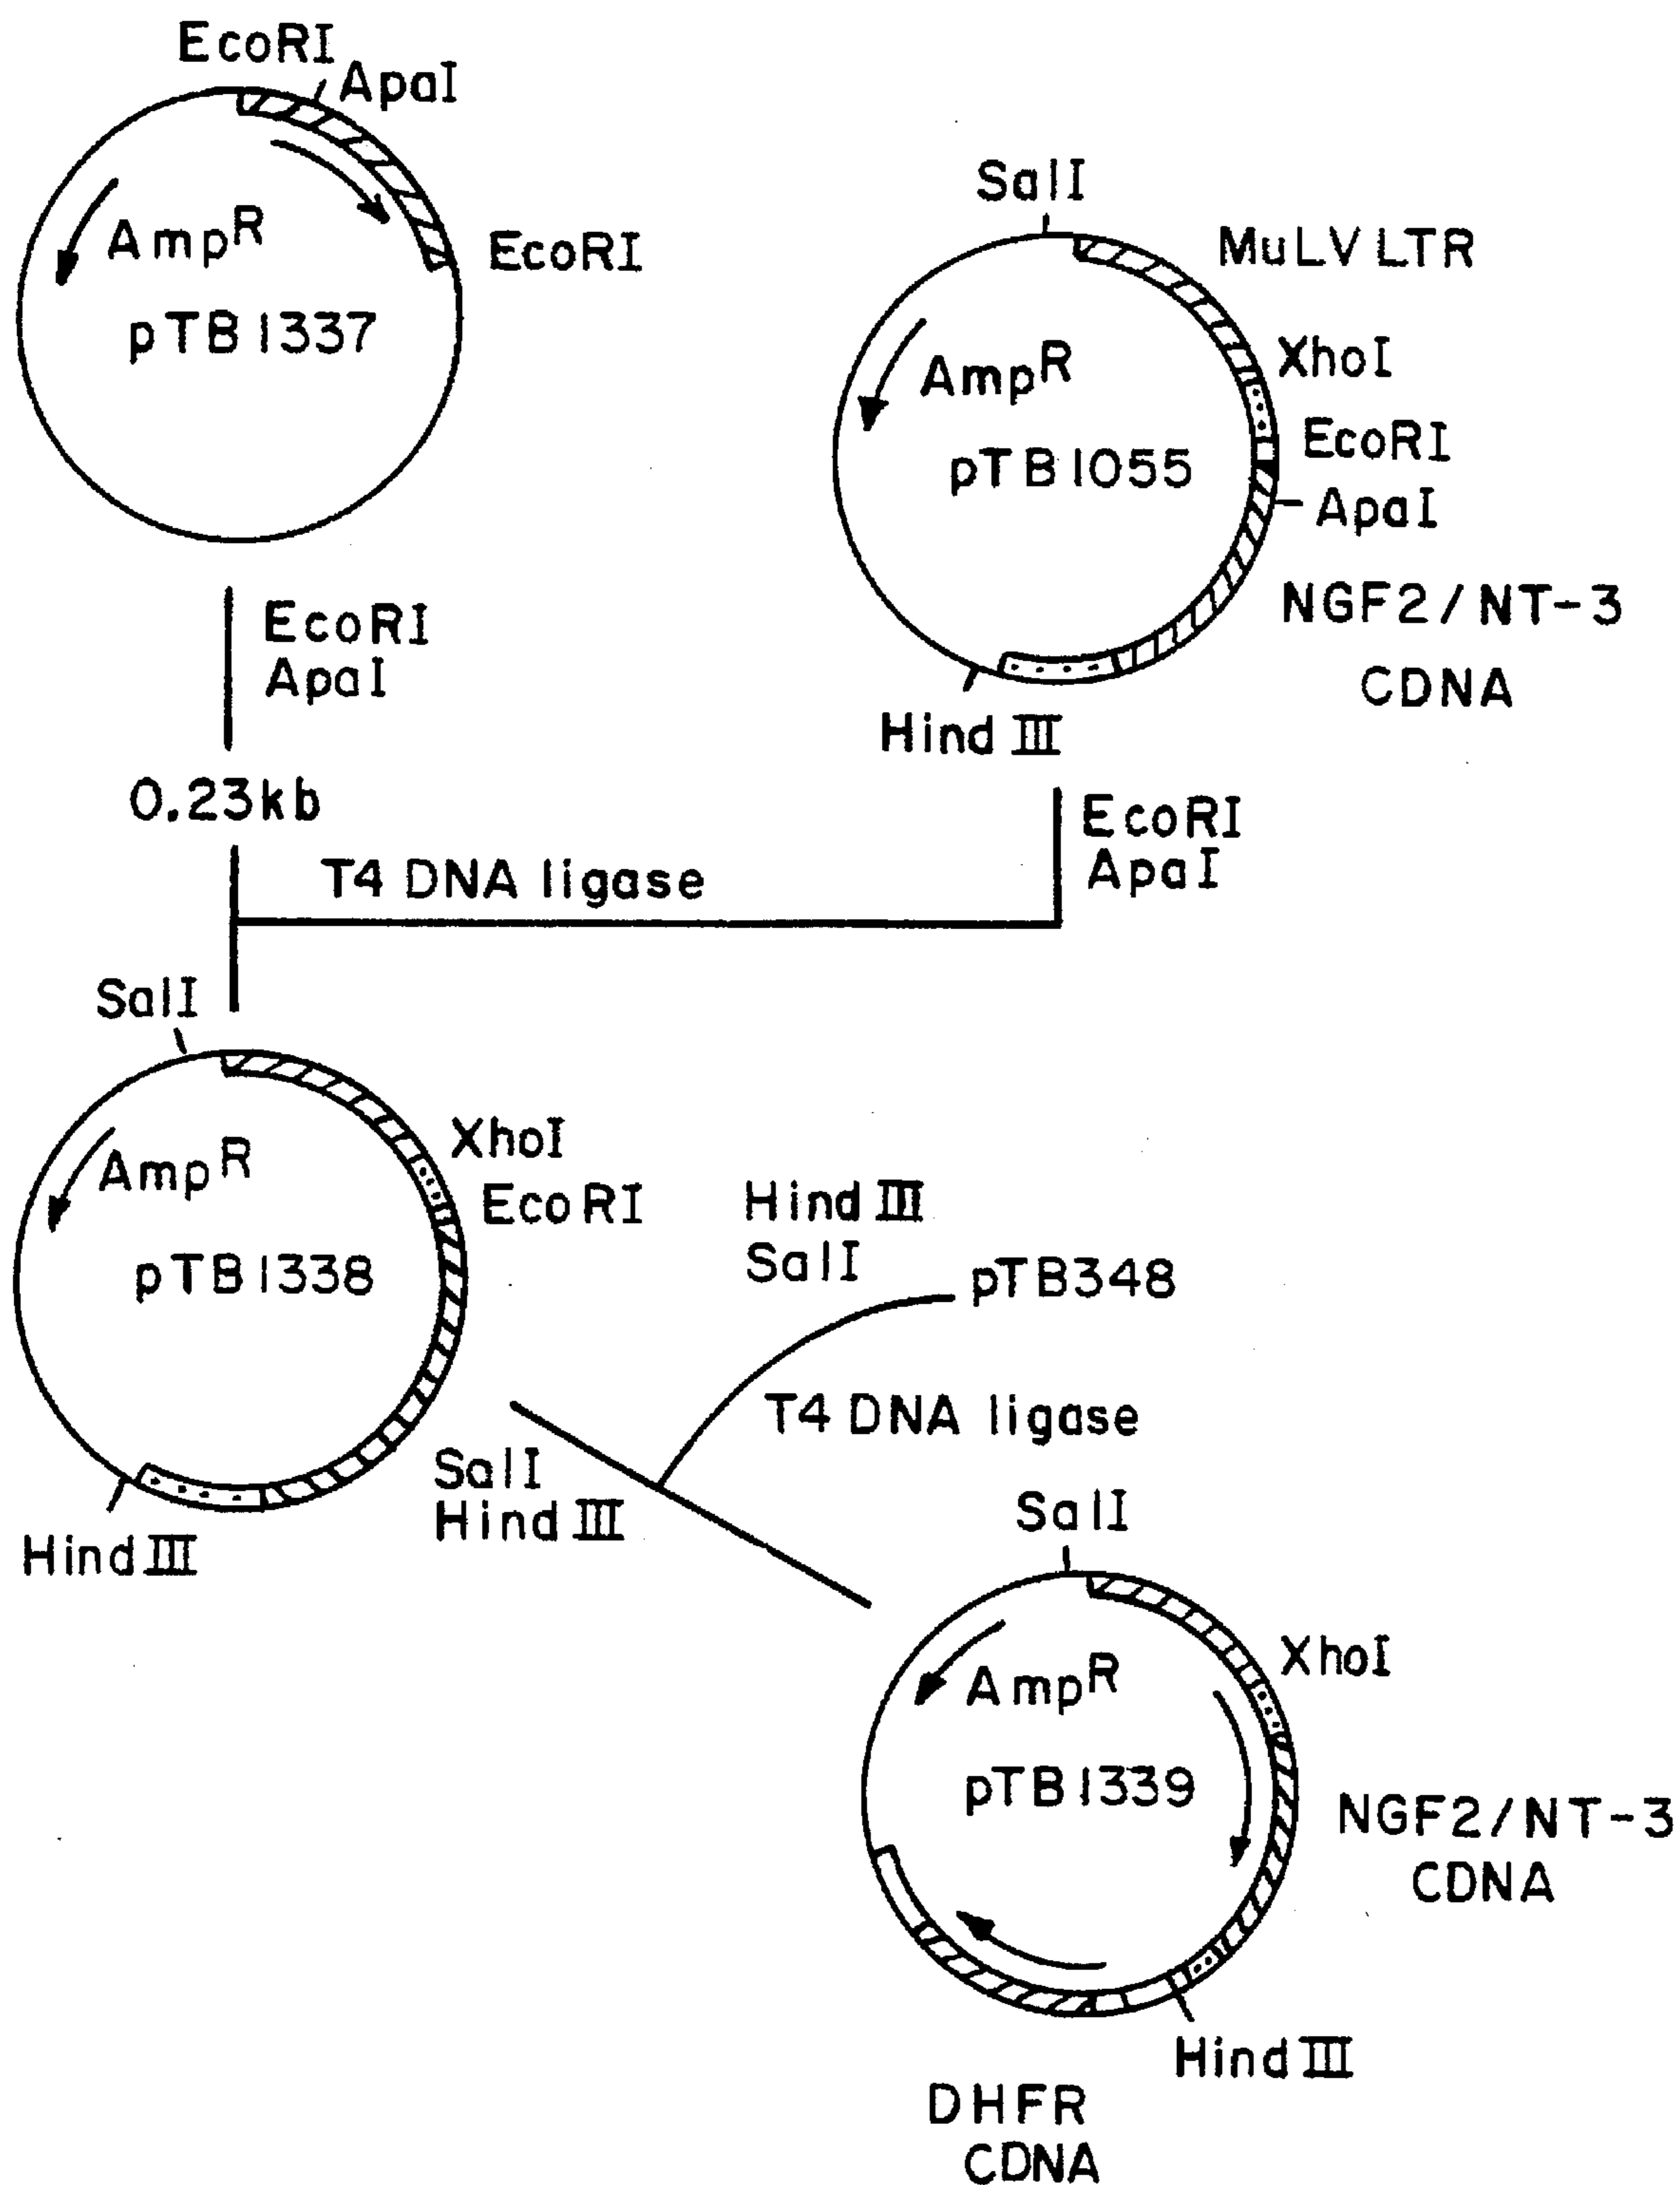 EcoRI
ApaI
AmpR
EcoRI
pTB1337
SalI
MuLV LTR
XhoI
AmpR
EcoRI
pTB1055
ApaI
NGF2/NT-3
CDNA
Hind III
EcoRI
ApaI
0.23kb
EcoRI
ApaI
T4 DNA ligase
SalI
XhoI
AmpR
EcoRI
pTB1338
Hind III
SalI
pTB348
T4 DNA ligase
SalI
Hind III
Hind III
SalI
XhoI
AmpR
pTB1339
NGF2/NT-3
CDNA
Hind III
DHFR
CDNA